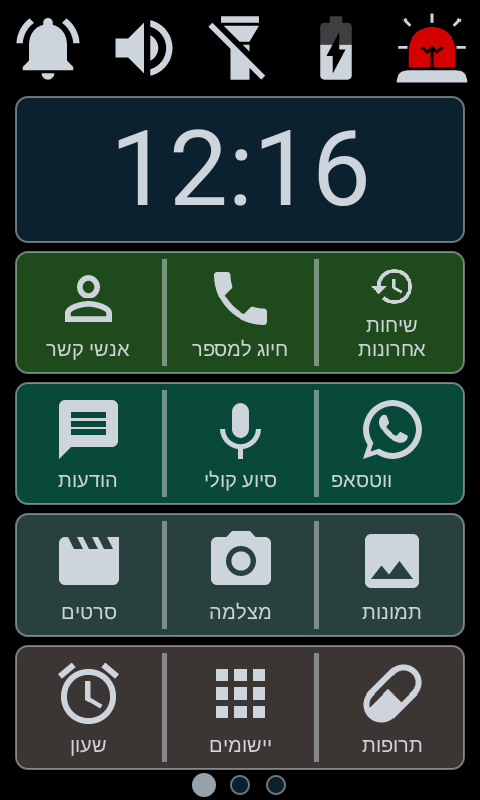 12:16
שיחות
אחרונות
חיוג למספר
אנשי קשר
ווטסאפ
סיוע קולי
הודעות
תמונות
מצלמה
סרטים
תרופות
יישומים
שעון